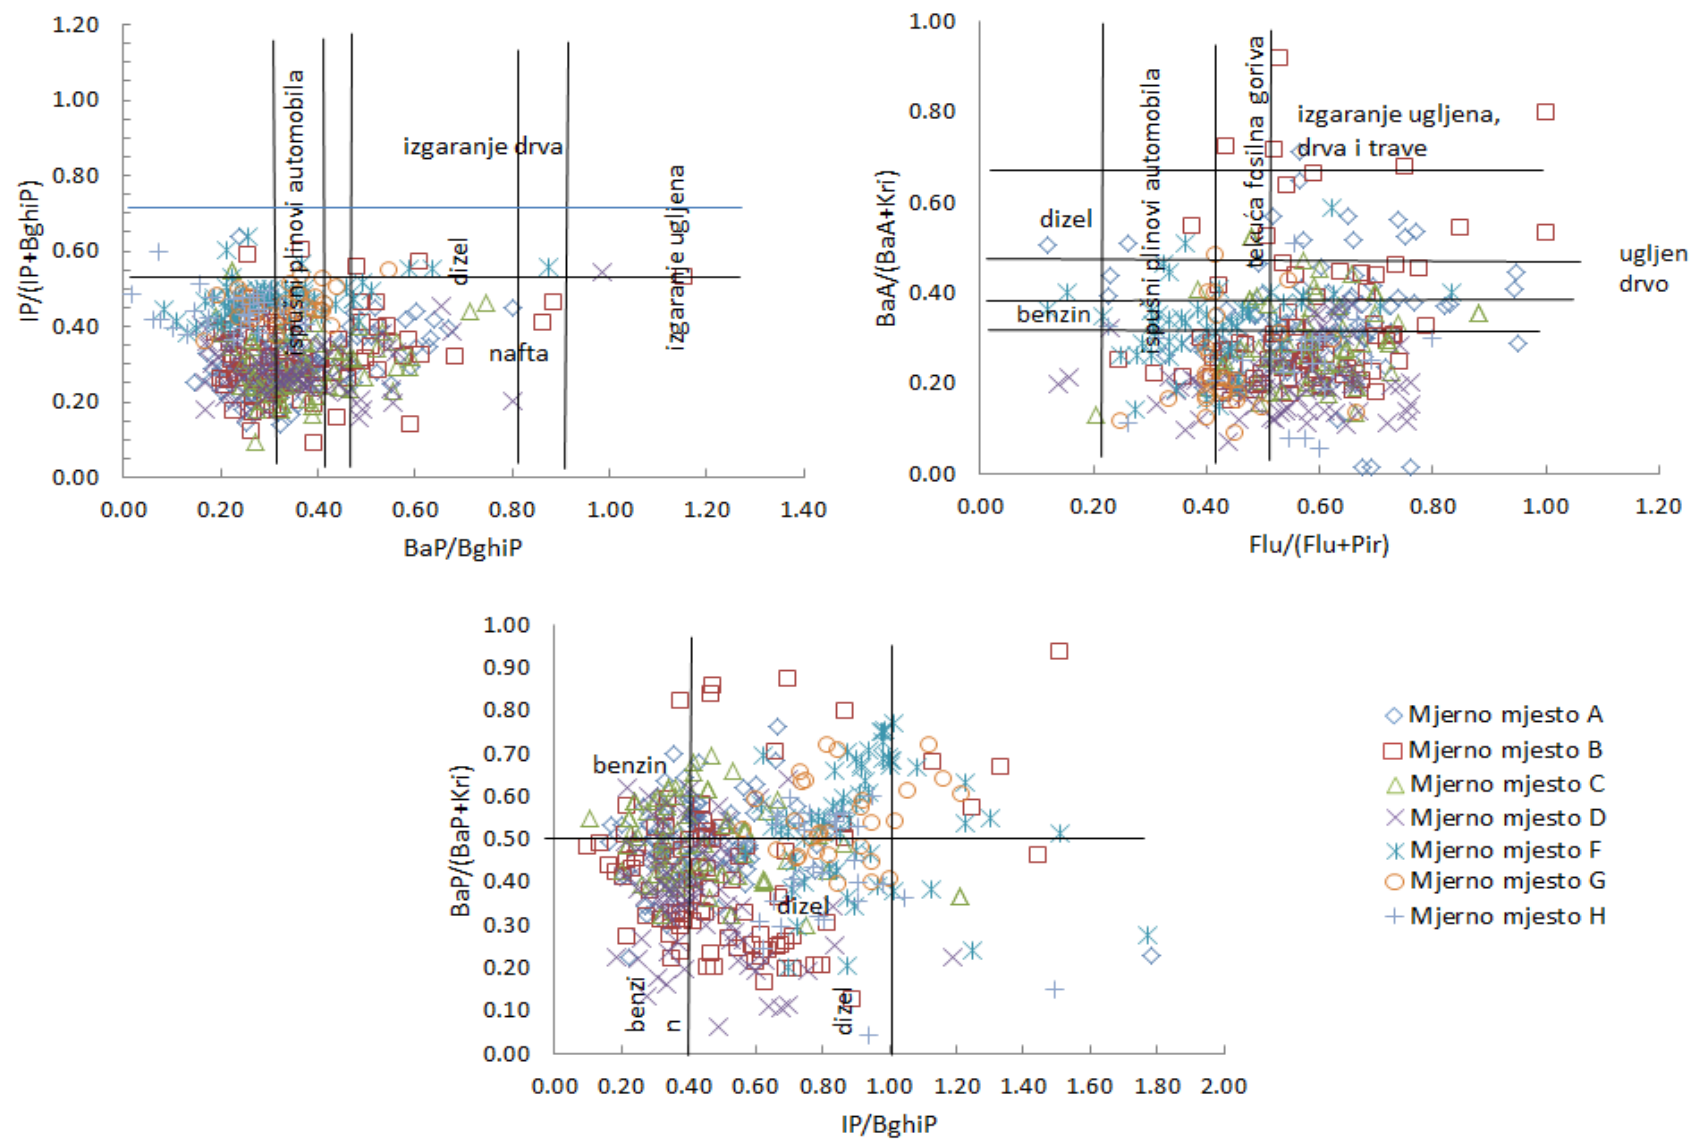 1.20
1.00
0.80
0.60
0.40
0.20
0.00
IP/(IP+BghiP)
0.00 0.20 0.40 0.60 0.80 1.00 1.20 1.40
BaP/BghiP
ispušni plinovi automobila
dizel
izgaranje drva
nafta
izgaranje ugljena
1.00
0.80
0.60
0.40
0.20
0.00
BaA/(BaA+Kri)
0.00 0.20 0.40 0.60 0.80 1.00 1.20
Flu/(Flu+Pir)
dizel
benzin
ispušni plinovi automobila
tekuća fosilna goriva
izgaranje ugljena,
drva i trave
ugljen
drvo
1.00
0.90
0.80
0.70
0.60
0.50
0.40
0.30
0.20
0.10
0.00
BaP/(BaP+Kri)
0.00 0.20 0.40 0.60 0.80 1.00 1.20 1.40 1.60 1.80 2.00
IP/BghiP
benzin
dizel
benzi
n
dizel
Mjerno mjesto A
Mjerno mjesto B
Mjerno mjesto C
Mjerno mjesto D
Mjerno mjesto F
Mjerno mjesto G
Mjerno mjesto H